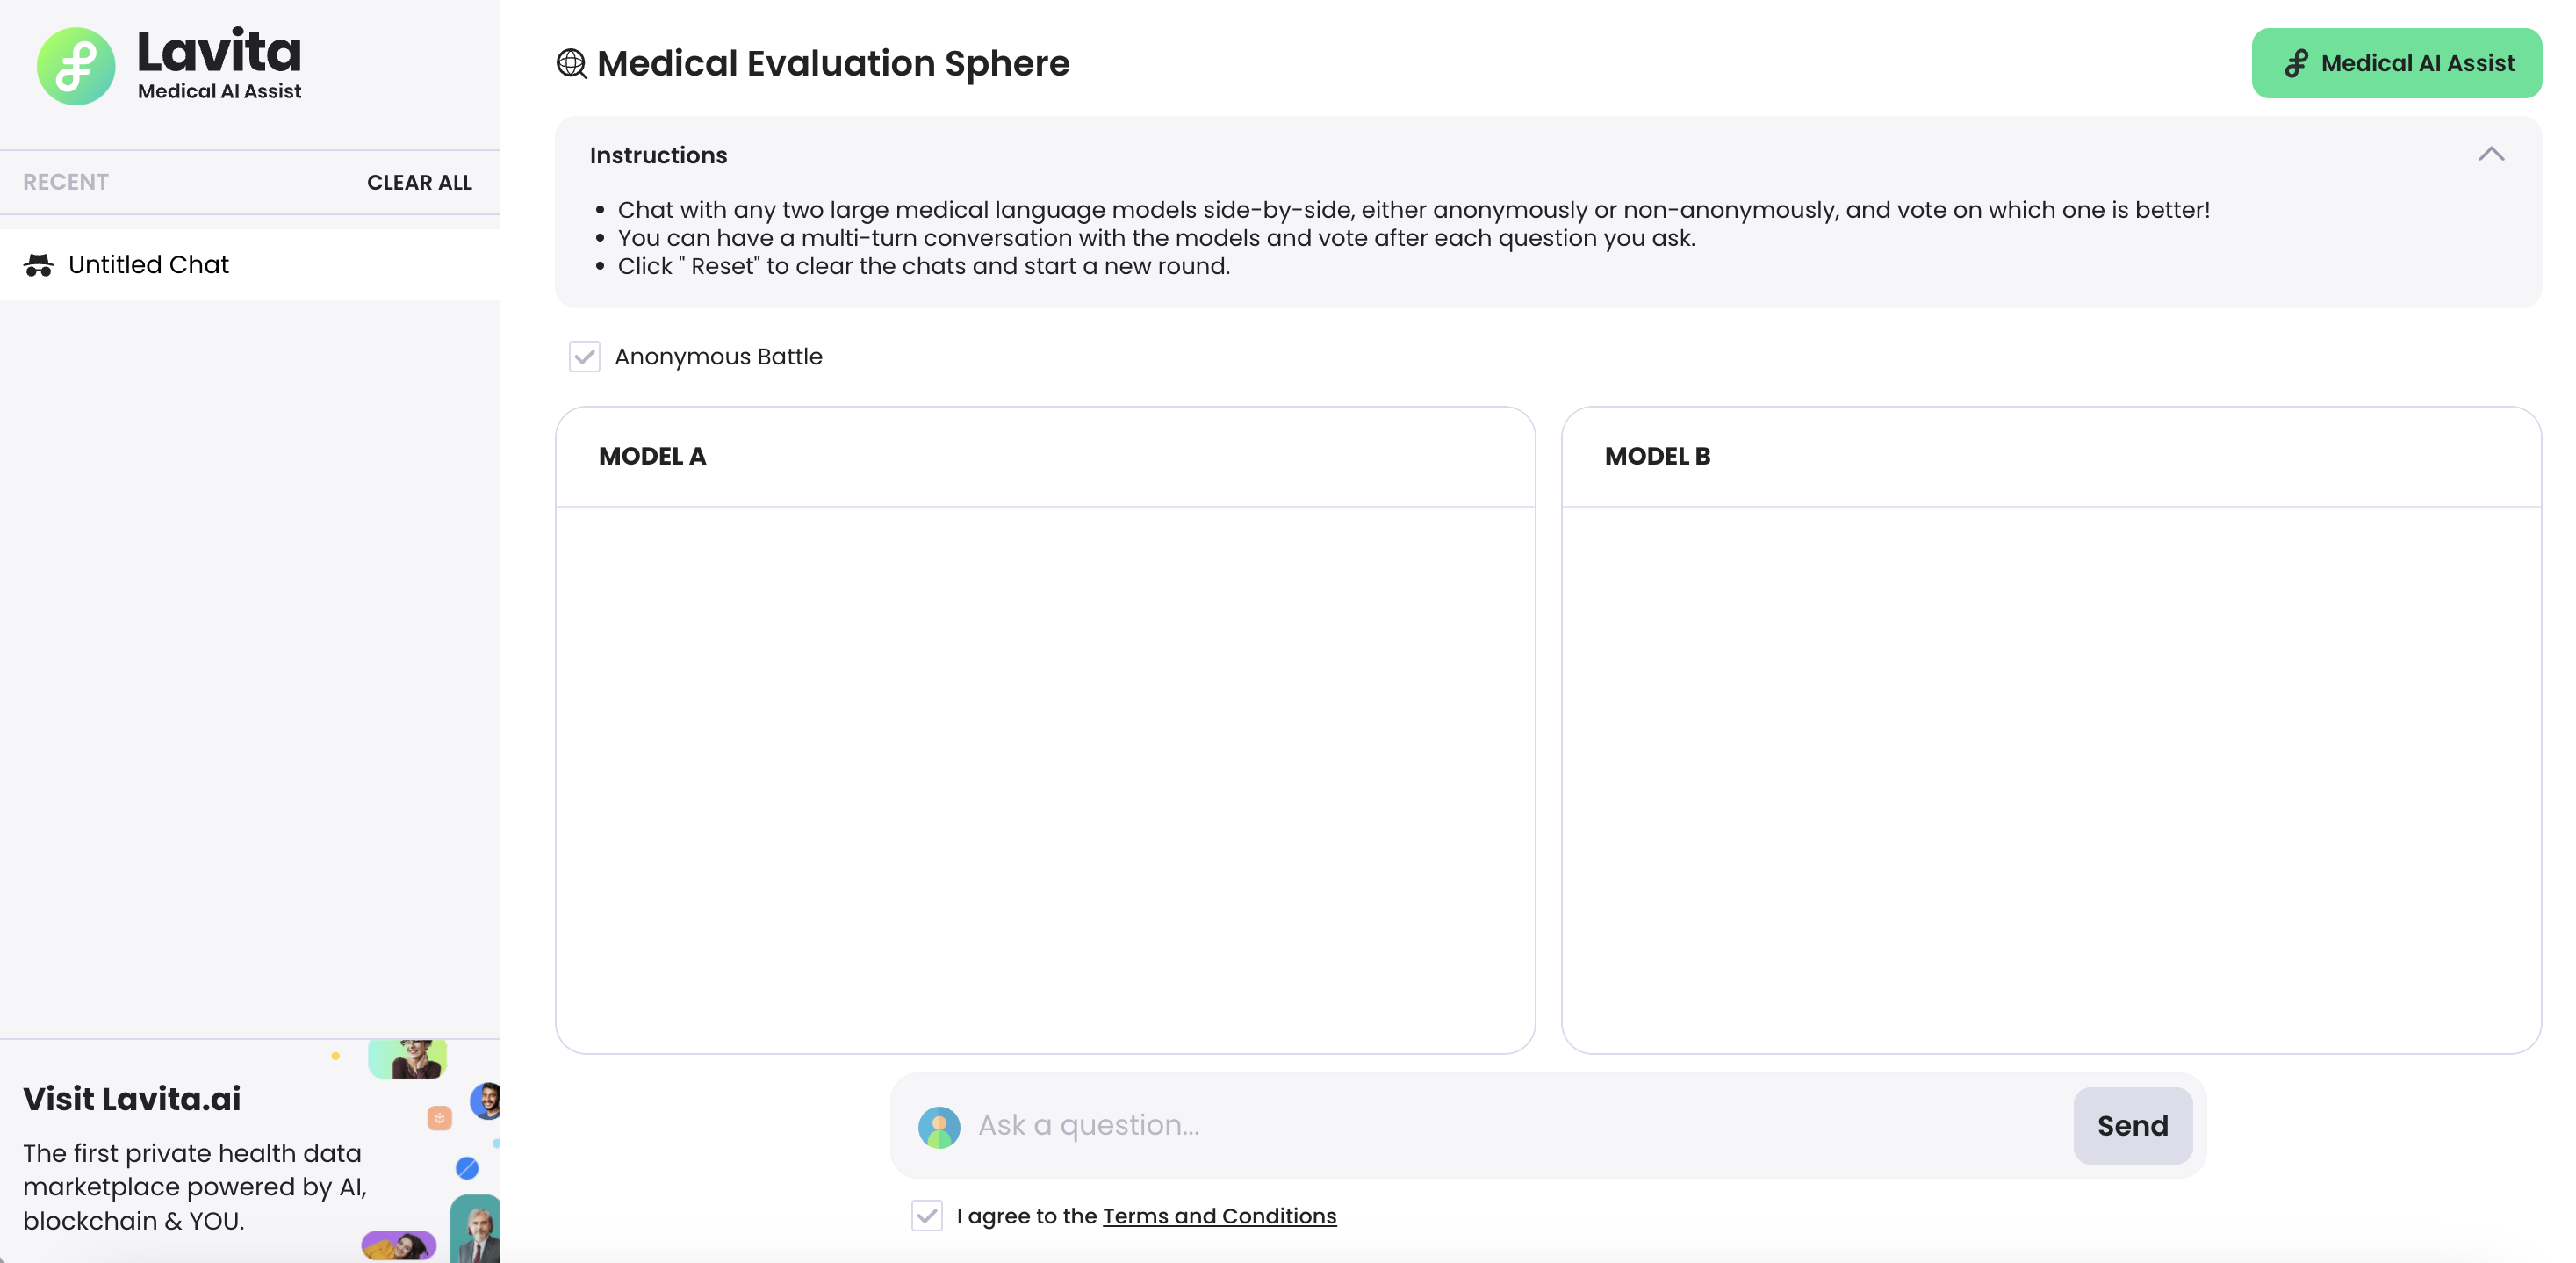 Lavita
Medical AI Assist
RECENT
CLEAR ALL
Untitled Chat
Visit Lavita.ai
The first private health data
marketplace powered by AI,
blockchain & YOU.
Medical Evaluation Sphere
Medical AI Assist
Instructions
Chat with any two large medical language models side-by-side, either anonymously or non-anonymously, and vote on which one is better!
You can have a multi-turn conversation with the models and vote after each question you ask.
Click " Reset" to clear the chats and start a new round.
Anonymous Battle
MODEL A
MODEL B
Ask a question...
Send
I agree to the Terms and Conditions